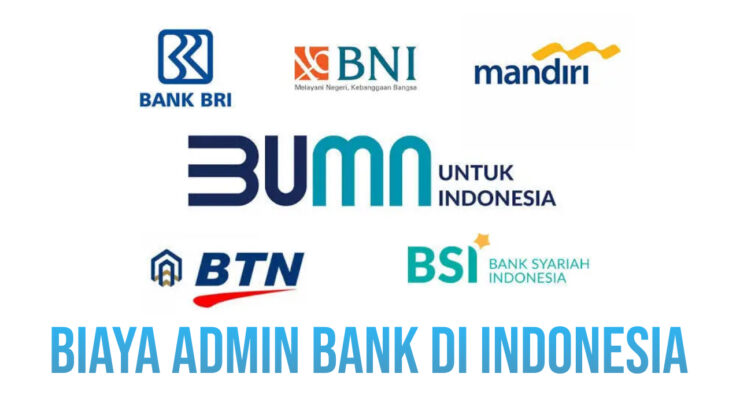 BANK BRI
BNI
Melayani Negeri, Kebanggaan Bangsa
mandiri
BUMN
UNTUK
INDONESIA
BTN
BSI
BANK SYARIAH
INDONESIA
BIAYA ADMIN BANK DI INDONESIA